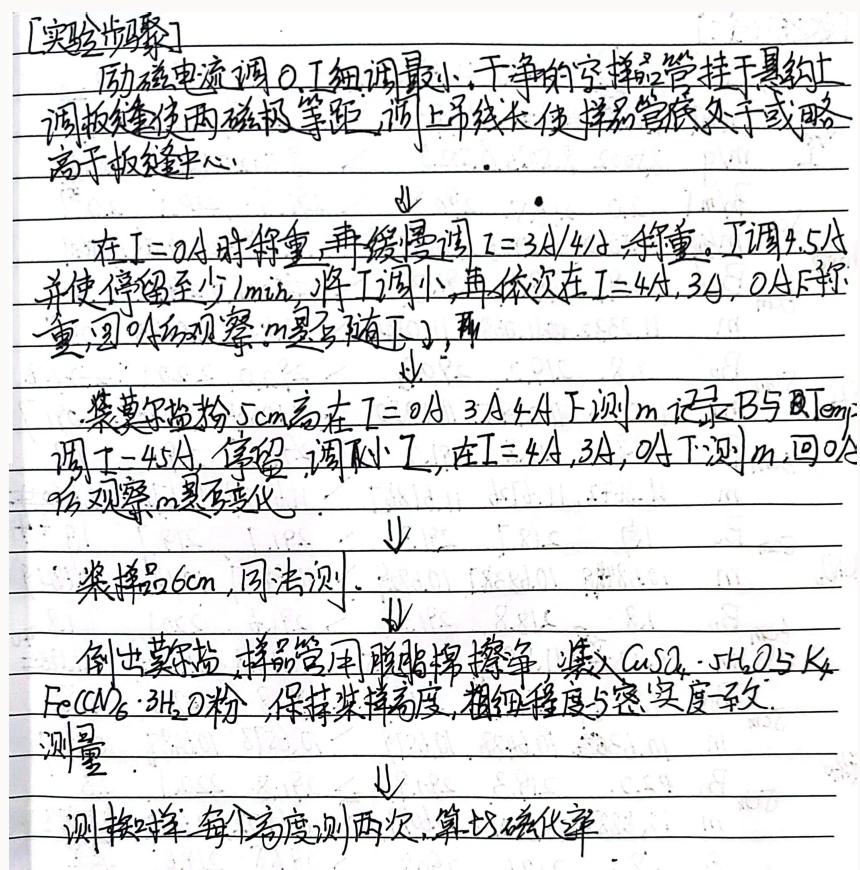 [实验步骤]
励磁电流调0,I细调最小,干净的空样品管挂于悬钩上
调板缝使两磁极等距,调上吊线长使样品管底处于或略
高于板缝中心.
↓
在I=0A时称重,再缓慢调I=3A/4A,称重。I调4.5A
并使停留至少1min,将I调小,再依次在I=4A,3A,0A下称
重,回0A后观察m是否随
↓
装莫尔盐粉5cm高在I=0A 3A 4A下测m 记录B与Temp
调I=4.5A,停留,调小I,在I=4A,3A,0A下测m,回0A
后观察m是否变化
↓
装样品6cm,同法测.
↓
倒出莫尔盐,样品管用脱脂棉擦净,装入CuSO4·5H2O与K4
Fe(CN)6·3H2O粉,保持装样高度,粗细程度与密实度一致.
测量.
↓
测样 每个高度测两次,算出磁化率